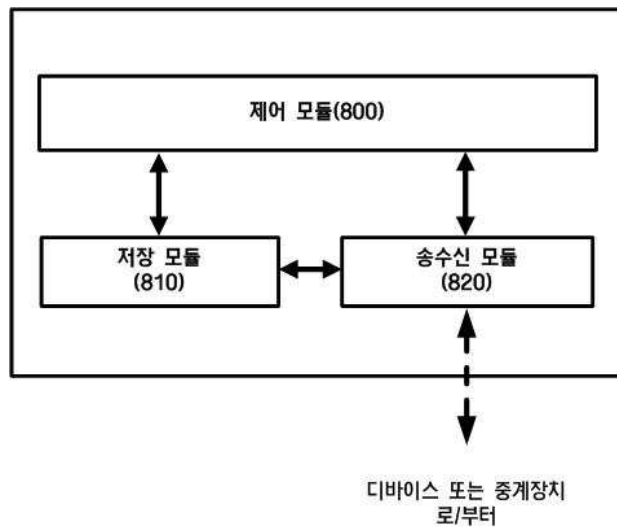 제어 모듈(800)
저장 모듈
(810)
송수신 모듈
(820)
디바이스 또는 중계장치
로/부터